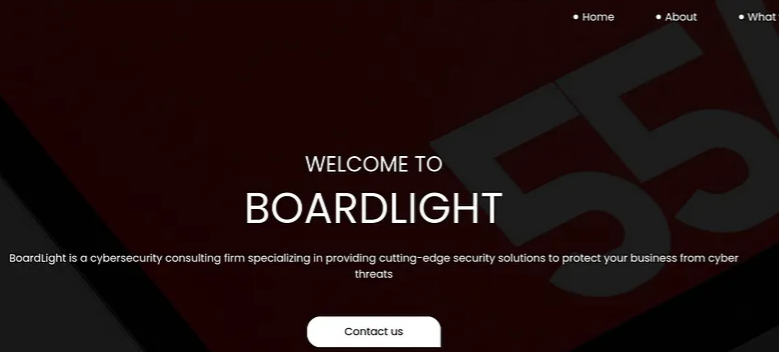 Home About What
WELCOME TO
BOARDLIGHT
BoardLight is a cybersecurity consulting firm specializing in providing cutting-edge security solutions to protect your business from cyber
threats
Contact us
55